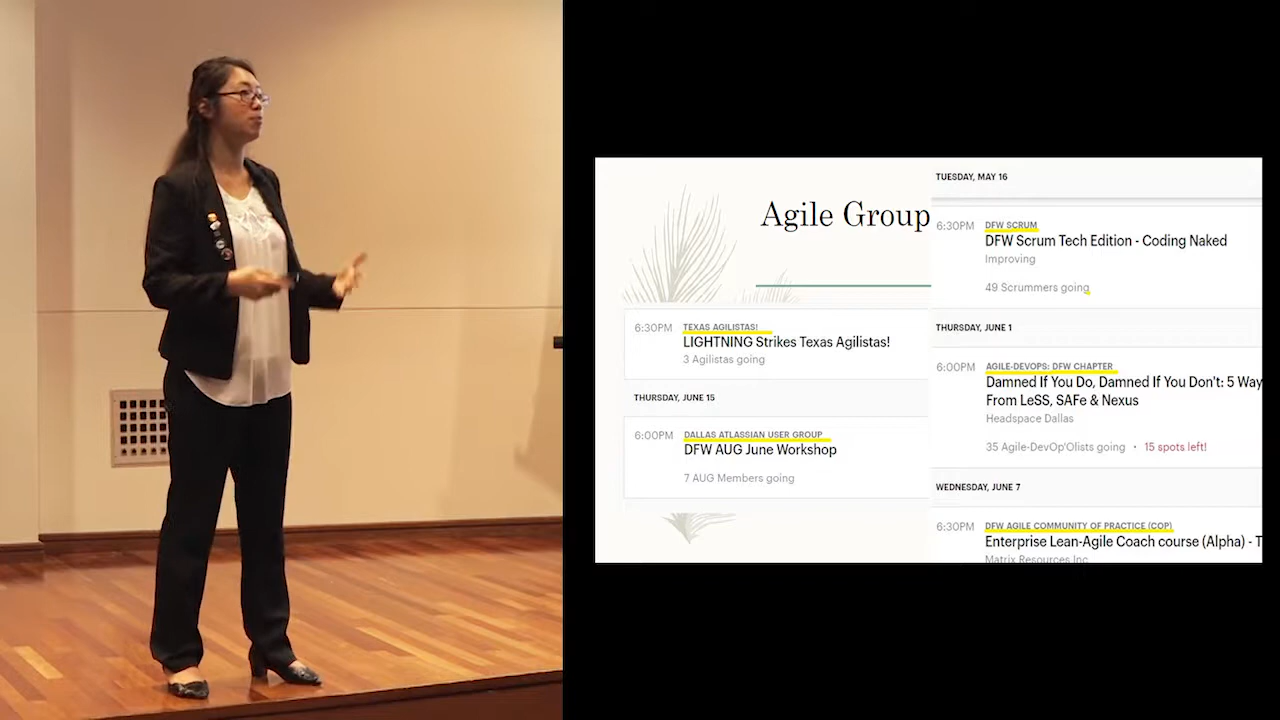 Agile Group
6:30PM
TEXAS AGILISTAS!
LIGHTNING Strikes Texas Agilistas!
3 Agilistas going
THURSDAY, JUNE 15
6:00PM
DALLAS ATLASSIAN USER GROUP
DFW AUG June Workshop
7 AUG Members going
TUESDAY, MAY 16
6:30PM
DFW SCRUM
DFW Scrum Tech Edition - Coding Naked
Improving
49 Scrummers going
THURSDAY, JUNE 1
6:00PM
AGILE-DEVOPS: DFW CHAPTER
Damned If You Do, Damned If You Don't: 5 Way
From LeSS, SAFe & Nexus
Headspace Dallas
35 Agile-DevOp'Olists going · 15 spots left!
WEDNESDAY, JUNE 7
6:30PM
DFW AGILE COMMUNITY OF PRACTICE (COP)
Enterprise Lean-Agile Coach course (Alpha) - T
Matrix Resources Inc